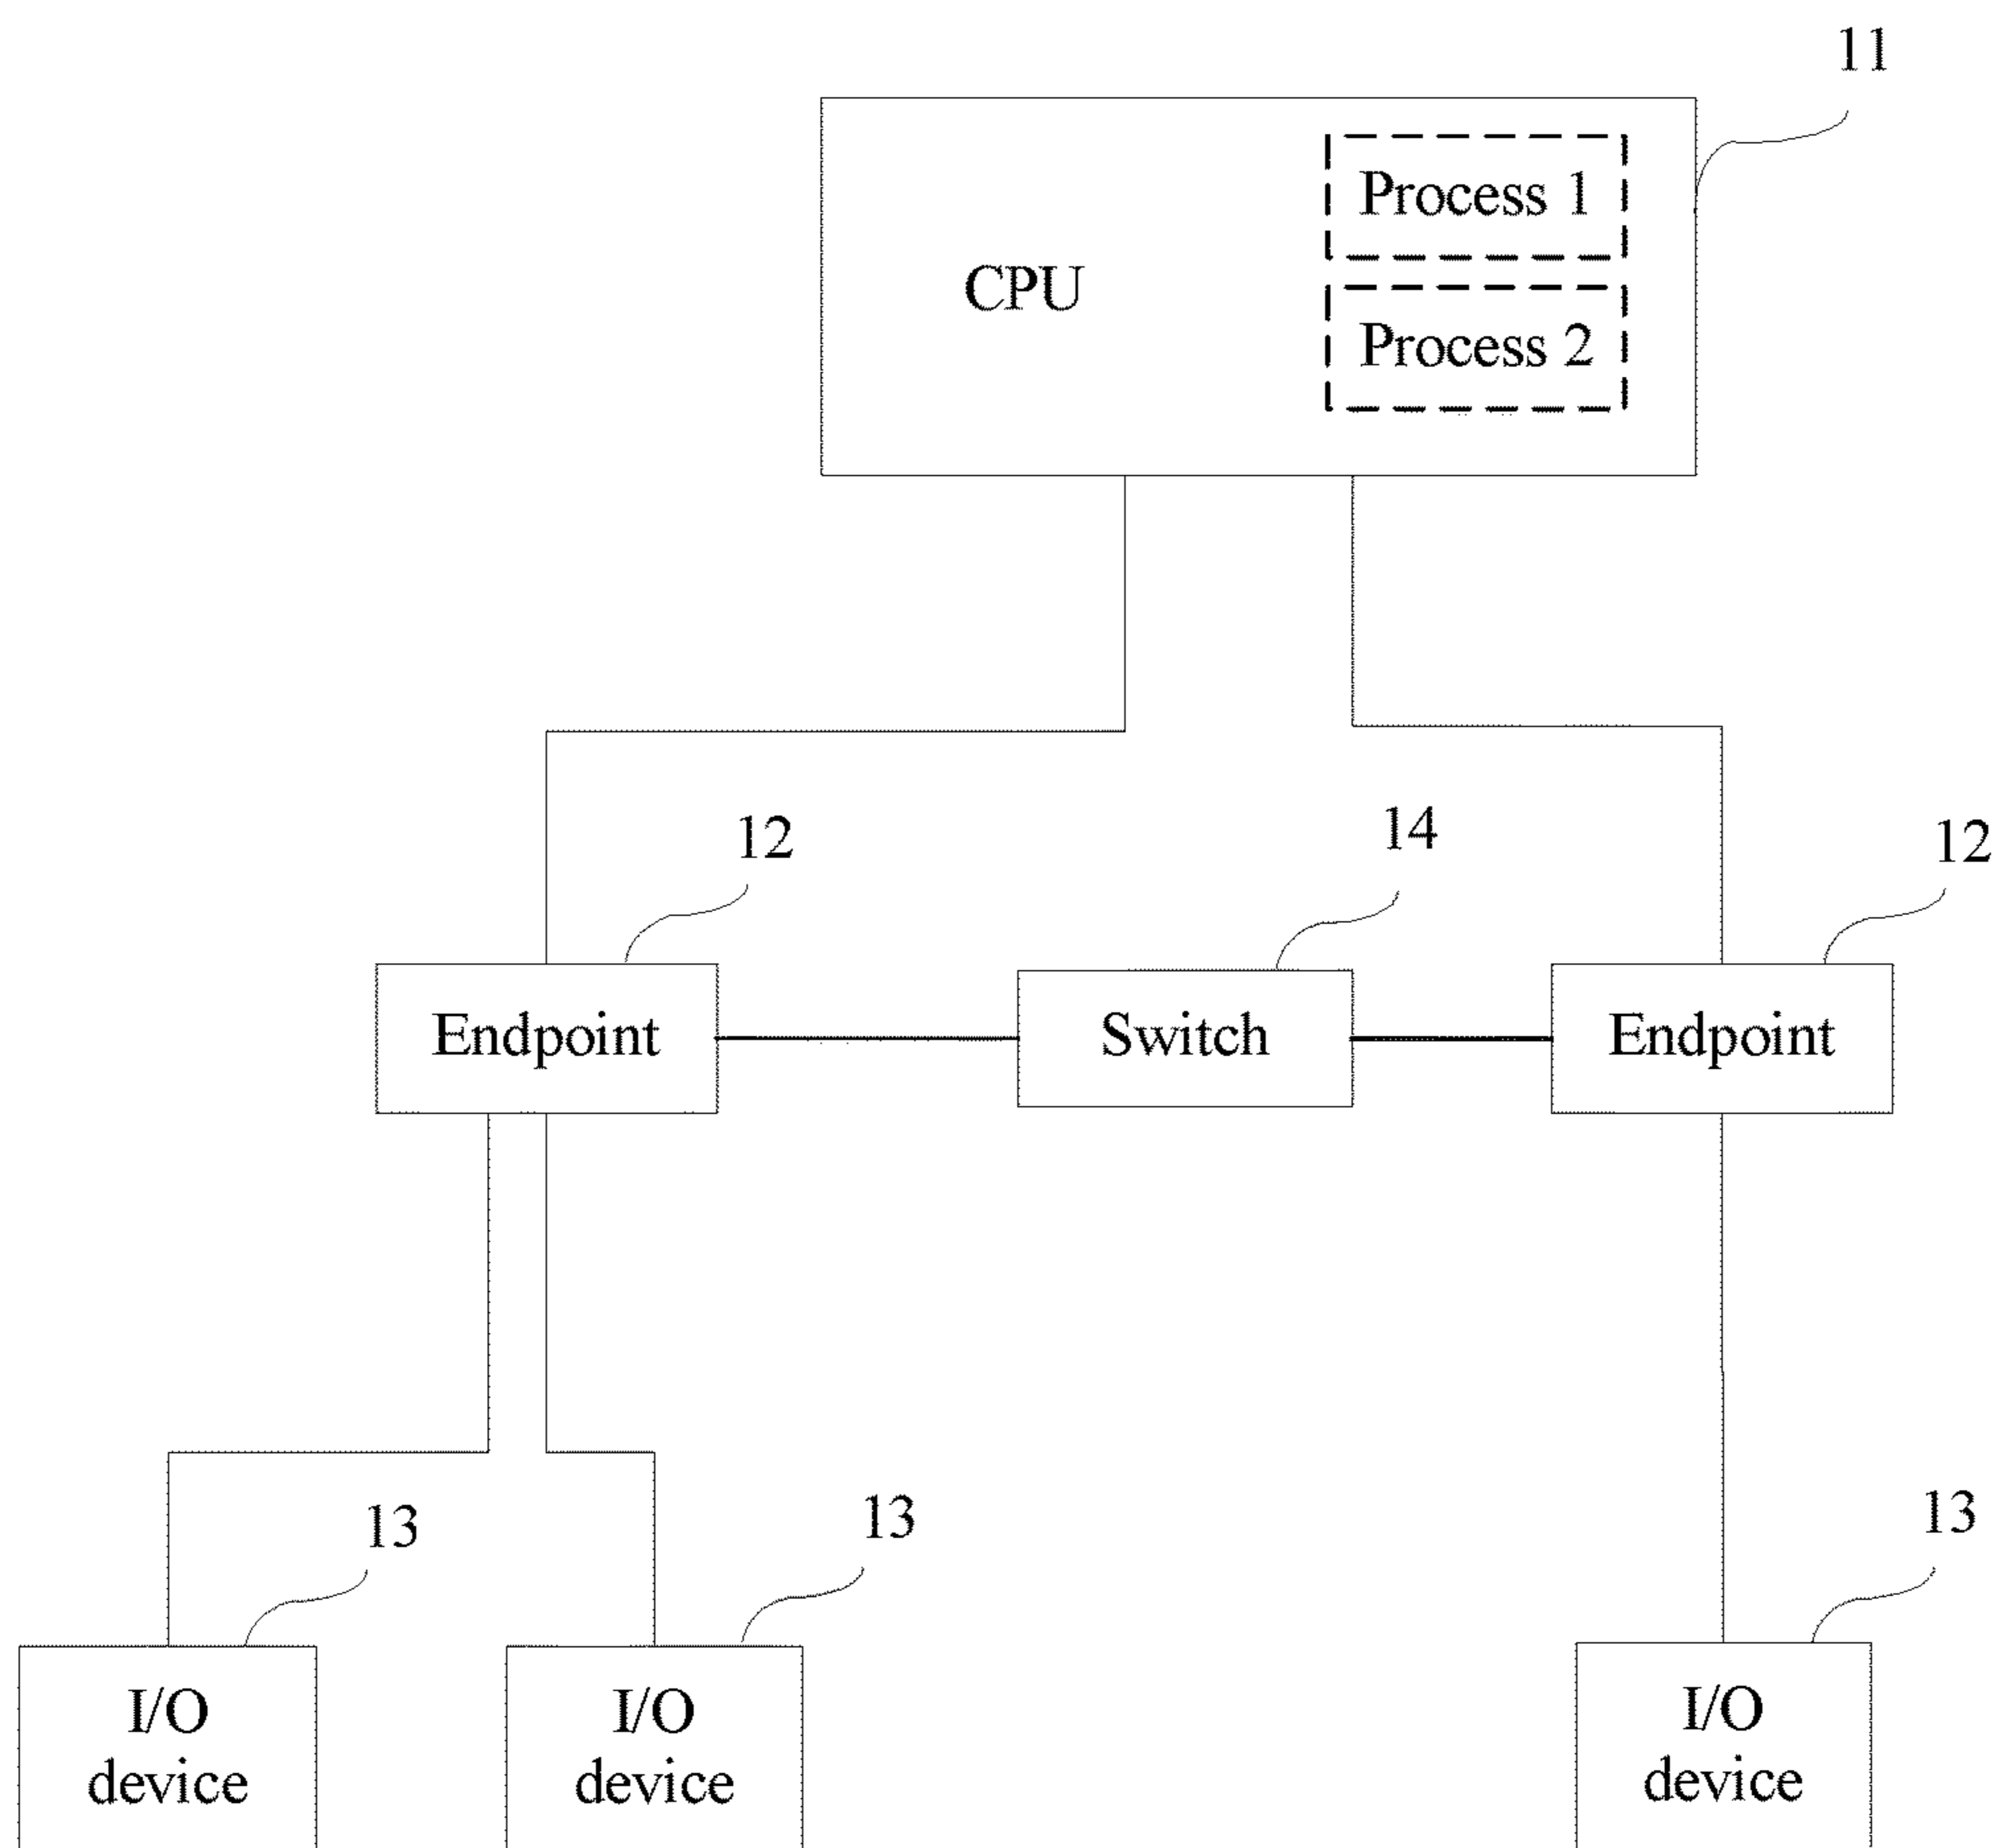 11
Process 1
CPU
Process 2
12
14
12
Endpoint
Switch
Endpoint
13
13
13
I/O
device
I/O
device
I/O
device